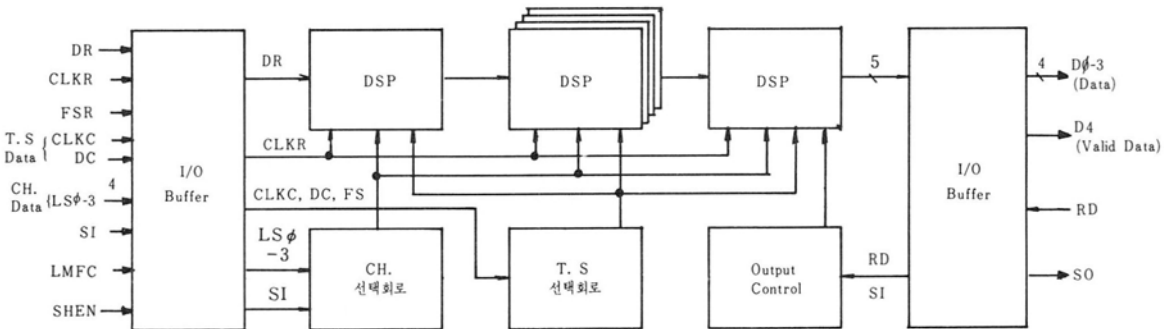 DR
CLKR
FSR
T.S
Data
CLKC
DC
CH.
Data
4
LSϕ-3
SI
LMFC
SHEN
I/O
Buffer
DR
CLKR
CLKC, DC, FS
LSϕ
-3
SI
DSP
DSP
DSP
CH.
선택회로
T. S
선택회로
Output
Control
5
RD
SI
I/O
Buffer
4
Dϕ-3
(Data)
D4
(Valid Data)
RD
SO